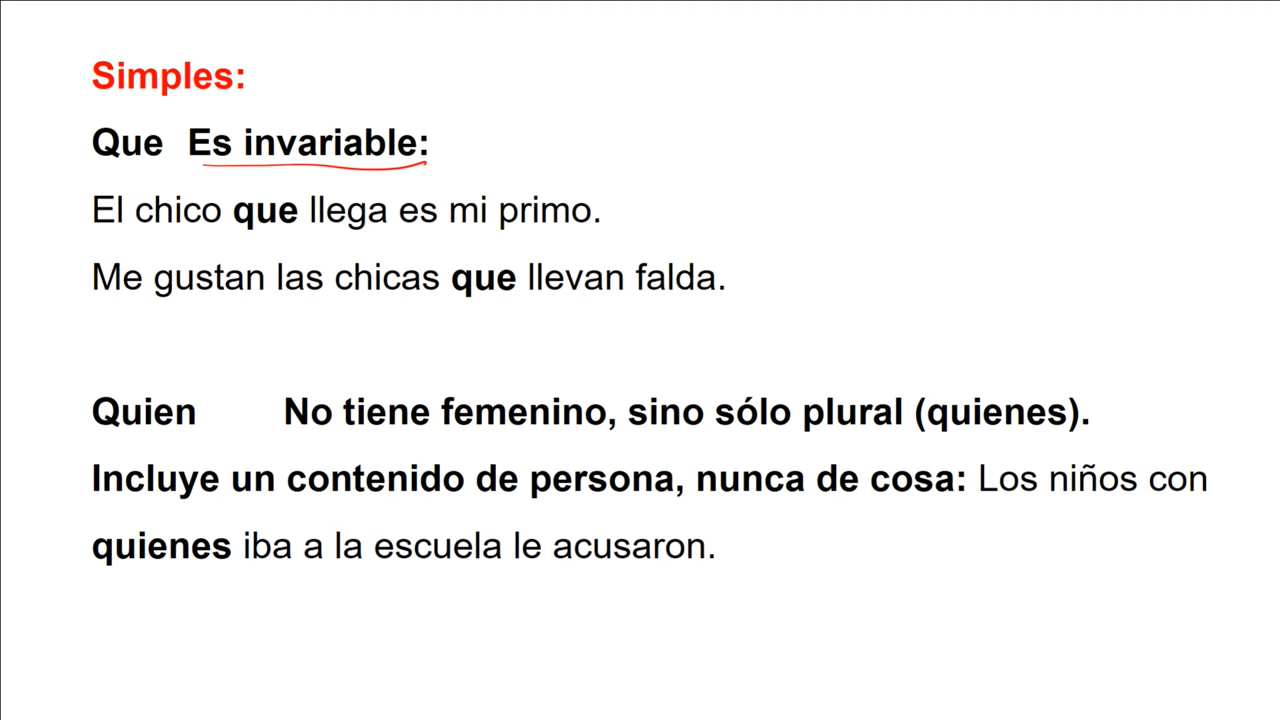 Simples:
Que Es invariable:
El chico que llega es mi primo.
Me gustan las chicas que llevan falda.
Quien No tiene femenino, sino sólo plural (quienes).
Incluye un contenido de persona, nunca de cosa: Los niños con
quienes iba a la escuela le acusaron.